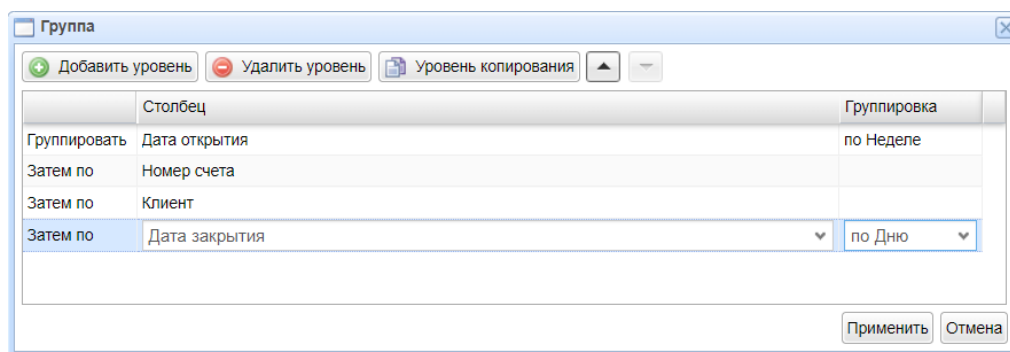 Группа
Добавить уровень Удалить уровень Уровень копирования
Столбец Группировка
Группировать Дата открытия по Неделе
Затем по Номер счета
Затем по Клиент
Затем по Дата закрытия по Дню
Применить Отмена